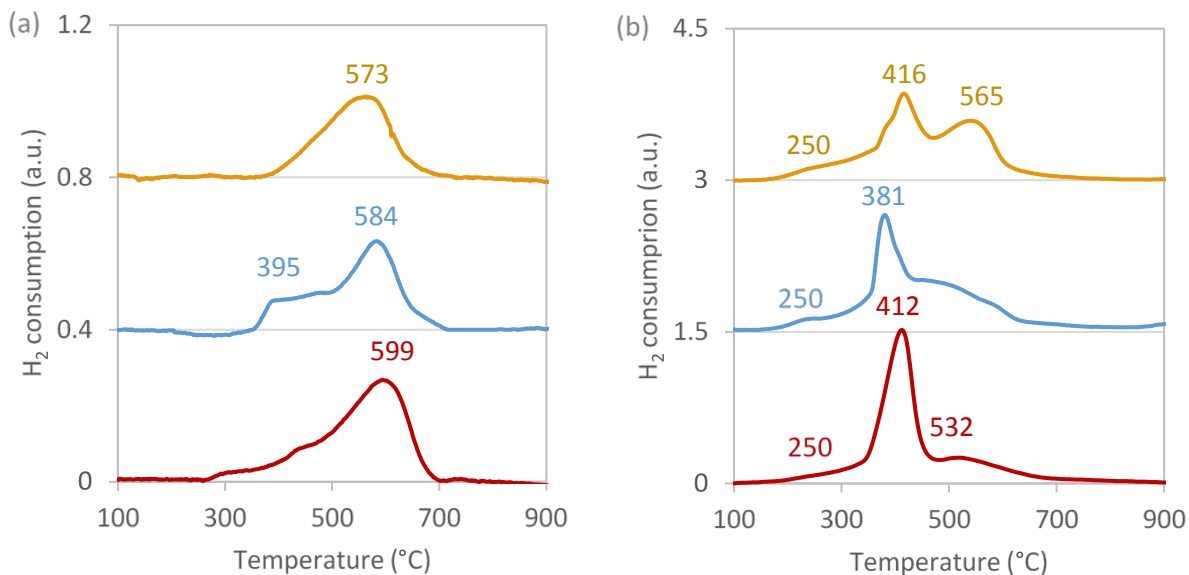 (a)
1.2
0.8
0.4
0
H₂ consumption (a.u.)
573
395
584
599
100 300 500 700 900
Temperature (°C)
(b)
4.5
3
1.5
0
H₂ consumprion (a.u.)
250
416
565
250
381
250
412
532
100 300 500 700 900
Temperature (°C)